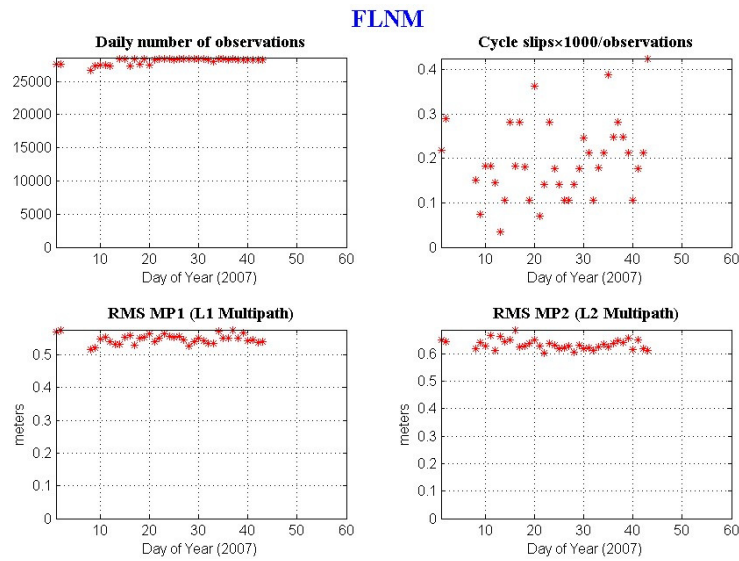 FLNM
Daily number of observations
25000
20000
15000
10000
5000
0
10 20 30 40 50 60
Day of Year (2007)
Cycle slips×1000/observations
0.4
0.3
0.2
0.1
0
10 20 30 40 50 60
Day of Year (2007)
RMS MP1 (L1 Multipath)
meters
0.5
0.4
0.3
0.2
0.1
0
10 20 30 40 50 60
Day of Year (2007)
RMS MP2 (L2 Multipath)
meters
0.6
0.5
0.4
0.3
0.2
0.1
0
10 20 30 40 50 60
Day of Year (2007)